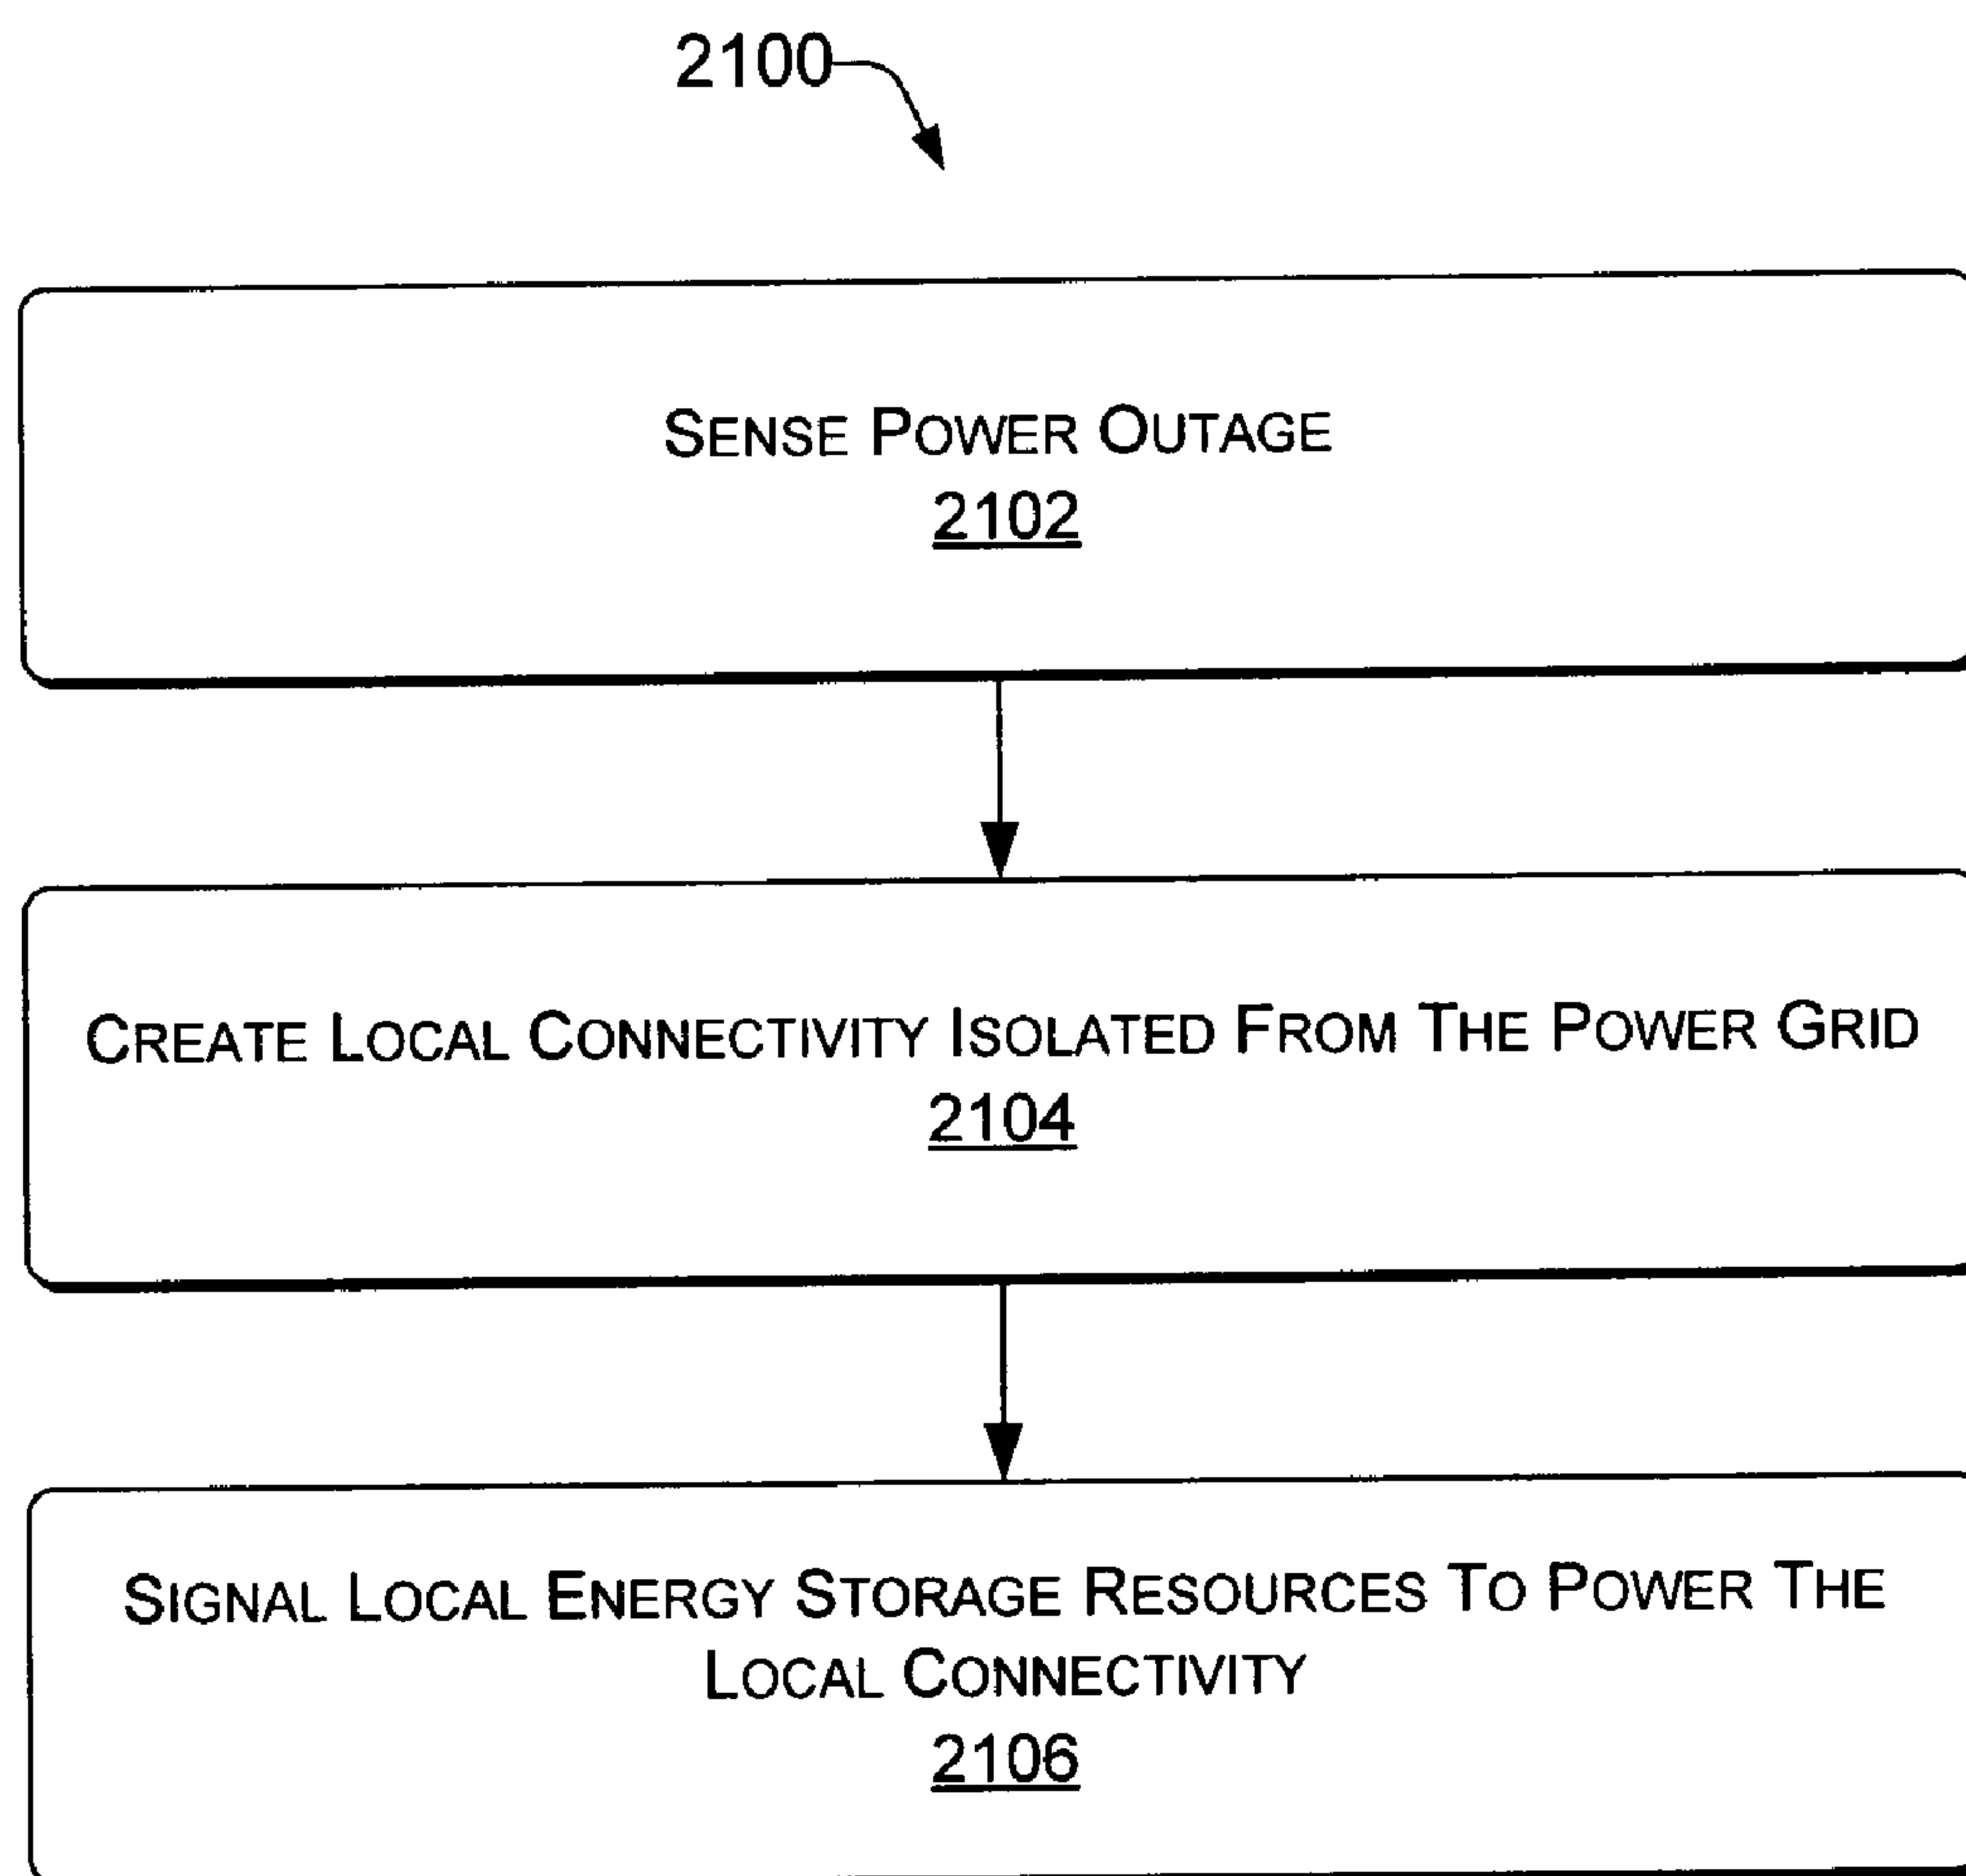 2100
SENSE POWER OUTAGE
2102
CREATE LOCAL CONNECTIVITY ISOLATED FROM THE POWER GRID
2104
SIGNAL LOCAL ENERGY STORAGE RESOURCES TO POWER THE
LOCAL CONNECTIVITY
2106